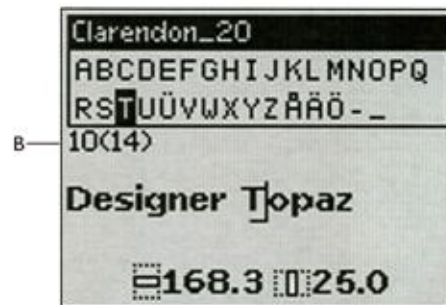 Clarendon_20
ABCDEFGHIJKLMNOPQ
RSTUÜVWXYZÅÄÖ-_
B
10(14)
Designer Topaz
168.3 25.0